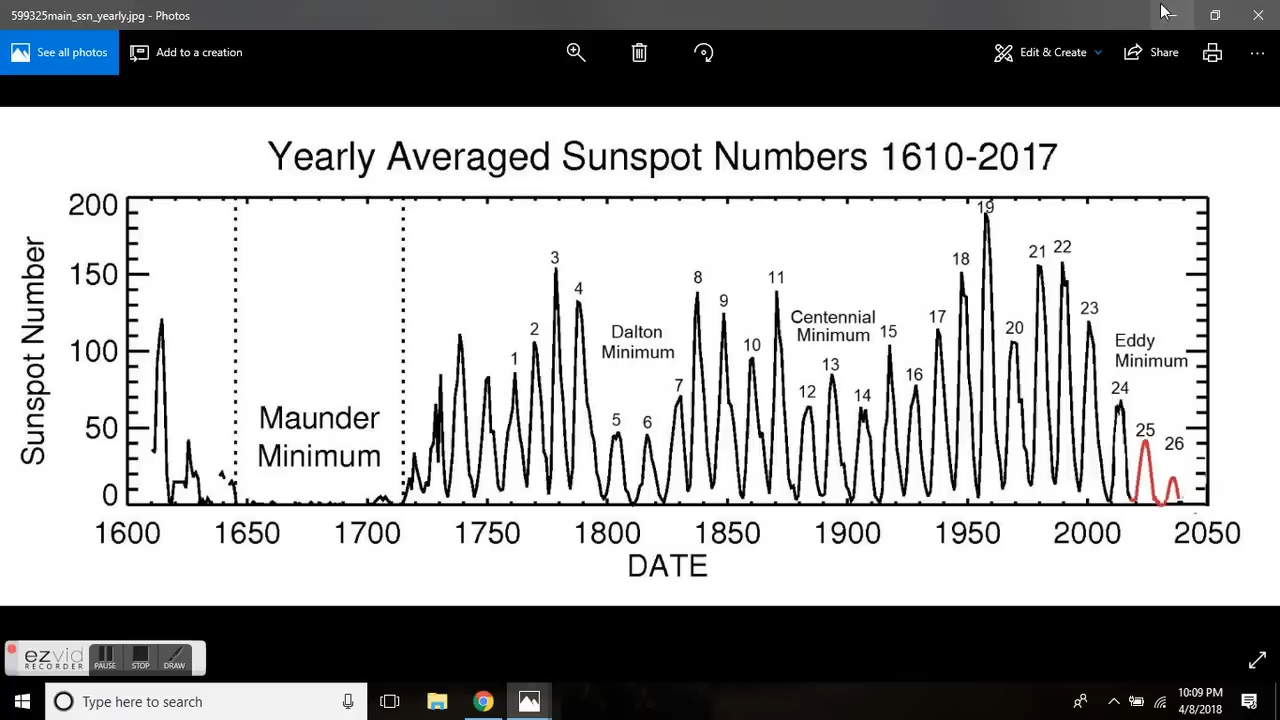 599325main_ssn_yearly.jpg - Photos
See all photos
Add to a creation
Edit & Create
Share
Yearly Averaged Sunspot Numbers 1610-2017
Sunspot Number
200
150
100
50
0
1
2
3
4
5
6
7
8
9
10
11
12
13
14
15
16
17
18
19
20
21
22
23
24
25
26
Maunder
Minimum
Dalton
Minimum
Centennial
Minimum
Eddy
Minimum
1600 1650 1700 1750 1800 1850 1900 1950 2000 2050
DATE
ezvid
RECORDER
PAUSE
STOP
DRAW
Type here to search
10:09 PM
4/8/2018